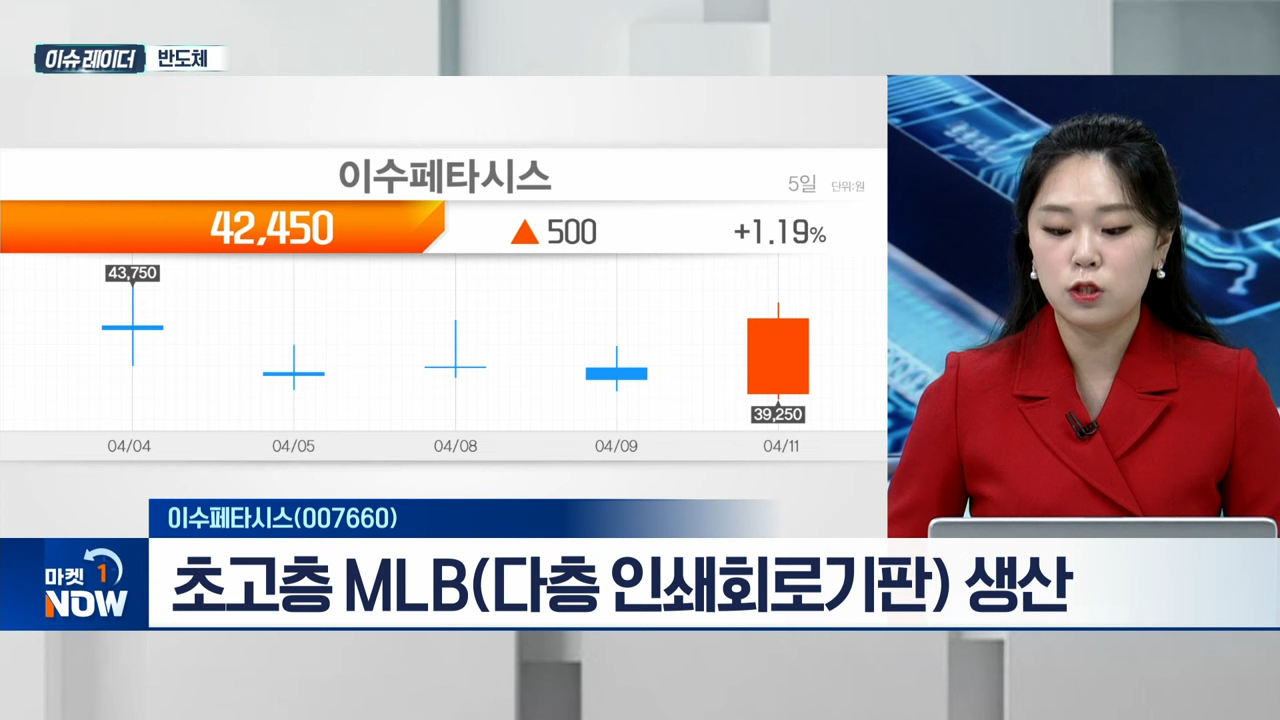 이슈레이더 반도체
이수페타시스
5일 단위:원
42,450 ▲ 500 +1.19%
43,750
39,250
04/04 04/05 04/08 04/09 04/11
이수페타시스(007660)
마켓 1
NOW
초고층 MLB(다층 인쇄회로기판) 생산